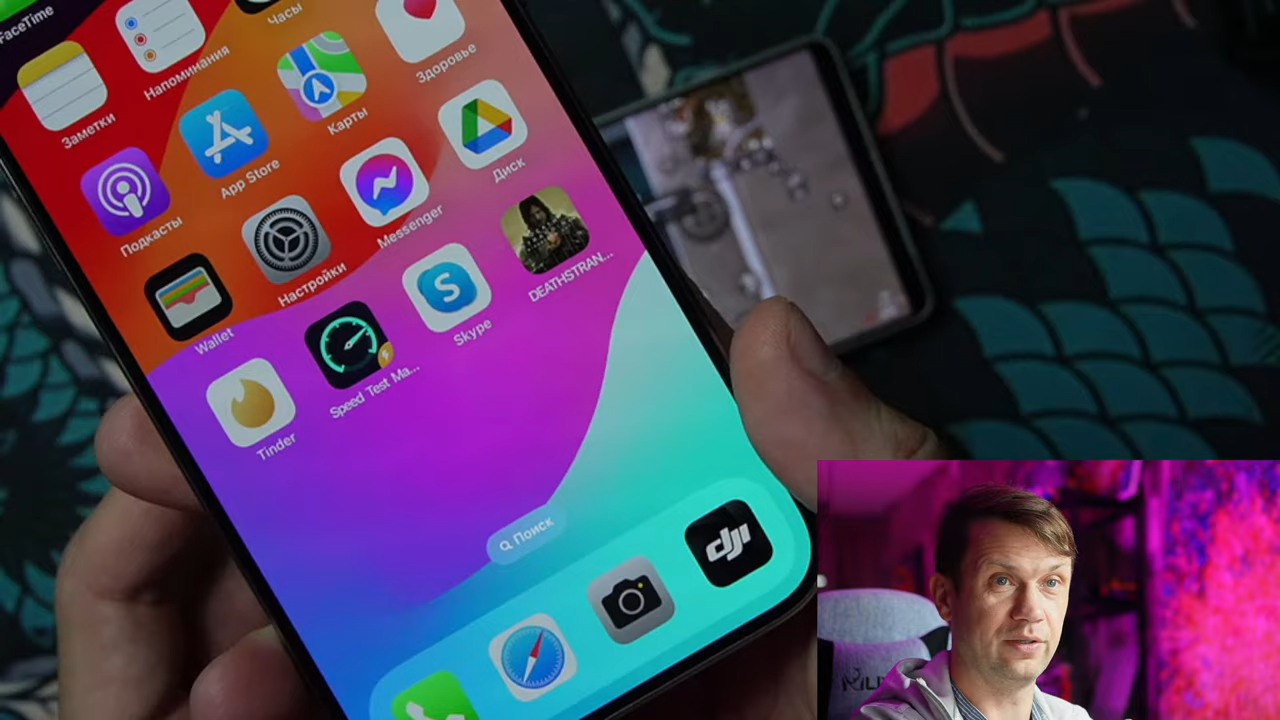 FaceTime
Часы
Напоминания
Здоровье
Заметки
Карты
App Store
Диск
Подкасты
Messenger
DEATHSTRAN...
Настройки
Wallet
Skype
Speed Test Ma...
Tinder
Поиск
dji